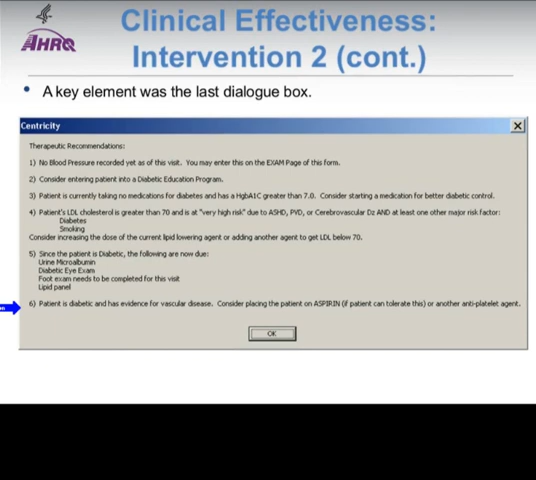 AHRQ
Clinical Effectiveness:
Intervention 2 (cont.)
• A key element was the last dialogue box.
Centricity
Therapeutic Recommendations:
1) No Blood Pressure recorded yet as of this visit. You may enter this on the EXAM Page of this form.
2) Consider entering patient into a Diabetic Education Program.
3) Patient is currently taking no medications for diabetes and has a HgbA1C greater than 7.0. Consider starting a medication for better diabetic control.
4) Patient's LDL cholesterol is greater than 70 and is at "very high risk" due to ASHD, PVD, or Cerebrovascular Dz AND at least one other major risk factor:
Diabetes
Smoking
Consider increasing the dose of the current lipid lowering agent or adding another agent to get LDL below 70.
5) Since the patient is Diabetic, the following are now due:
Urine Microalbumin
Diabetic Eye Exam
Foot exam needs to be completed for this visit
Lipid panel
6) Patient is diabetic and has evidence for vascular disease. Consider placing the patient on ASPIRIN (if patient can tolerate this) or another anti-platelet agent.
OK